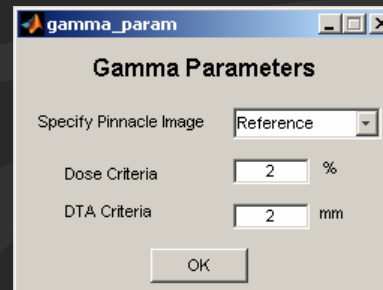 gamma_param
Gamma Parameters
Specify Pinnacle Image Reference
Dose Criteria 2 %
DTA Criteria 2 mm
OK